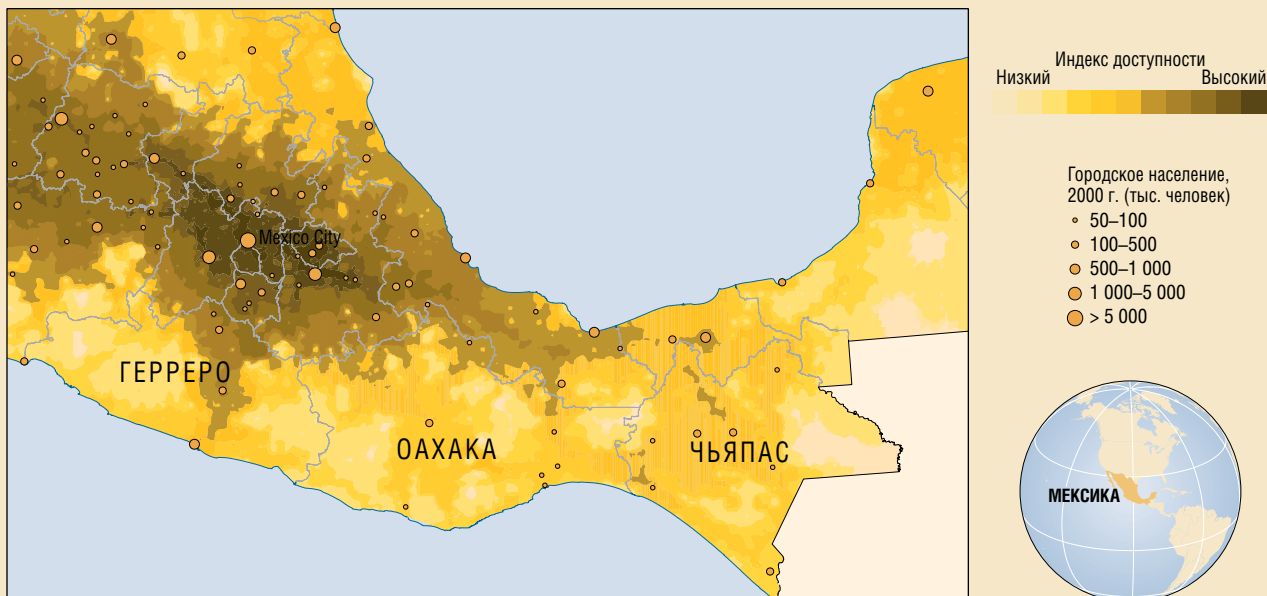 Mexico City
ГЕРРЕРО
ОАХАКА
ЧЬЯПАС
Индекс доступности
Низкий Высокий
Городское население,
2000 г. (тыс. человек)
50–100
100–500
500–1 000
1 000–5 000
> 5 000
МЕКСИКА